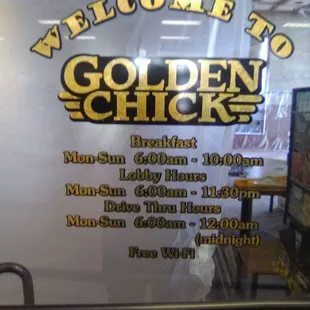 WELCOME TO
GOLDEN
CHICK
Breakfast
Mon-Sun 6:00am - 10:00am
Lobby Hours
Mon-Sun 6:00am - 11:30pm
Drive Thru Hours
Mon-Sun 6:00am - 12:00am
(midnight)
Free Wi-Fi